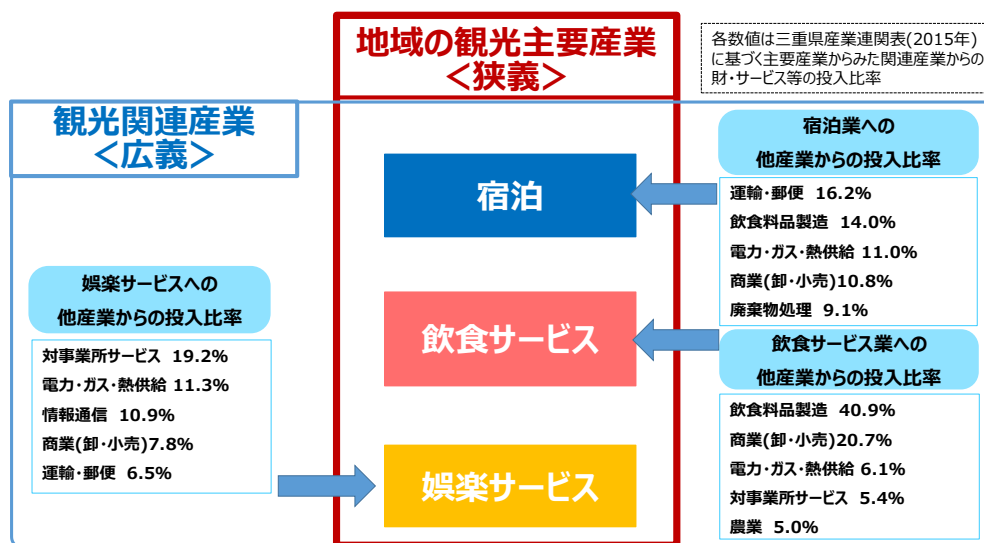 地域の観光主要産業
＜狭義＞
各数値は三重県産業連関表(2015年)
に基づく主要産業からみた関連産業からの
財・サービス等の投入比率
観光関連産業
＜広義＞
宿泊業への
他産業からの投入比率
宿泊
運輸・郵便 16.2%
飲食料品製造 14.0%
電力・ガス・熱供給 11.0%
商業(卸・小売)10.8%
廃棄物処理 9.1%
娯楽サービスへの
他産業からの投入比率
対事業所サービス 19.2%
電力・ガス・熱供給 11.3%
情報通信 10.9%
商業(卸・小売)7.8%
運輸・郵便 6.5%
飲食サービス
飲食サービス業への
他産業からの投入比率
飲食料品製造 40.9%
商業(卸・小売)20.7%
電力・ガス・熱供給 6.1%
対事業所サービス 5.4%
農業 5.0%
娯楽サービス